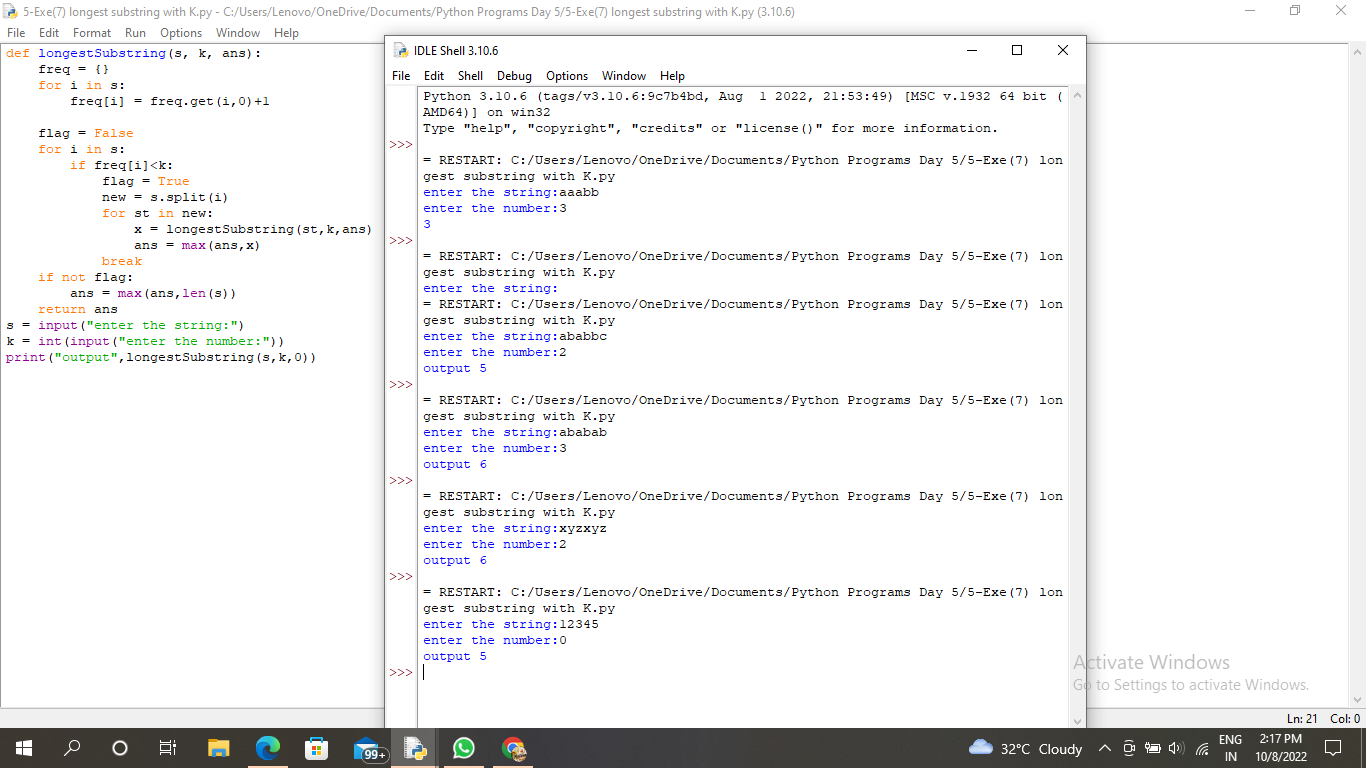 5-Exe(7) longest substring with K.py - C:/Users/Lenovo/OneDrive/Documents/Python Programs Day 5/5-Exe(7) longest substring with K.py (3.10.6)
File Edit Format Run Options Window Help
def longestSubstring(s, k, ans):
    freq = {}
    for i in s:
        freq[i] = freq.get(i,0)+1
    flag = False
    for i in s:
        if freq[i]<k:
            flag = True
            new = s.split(i)
            for st in new:
                x = longestSubstring(st,k,ans)
                ans = max(ans,x)
            break
    if not flag:
        ans = max(ans,len(s))
    return ans
s = input("enter the string:")
k = int(input("enter the number:"))
print("output",longestSubstring(s,k,0))
IDLE Shell 3.10.6
File Edit Shell Debug Options Window Help
Python 3.10.6 (tags/v3.10.6:9c7b4bd, Aug  1 2022, 21:53:49) [MSC v.1932 64 bit (
AMD64)] on win32
Type "help", "copyright", "credits" or "license()" for more information.
>>>
= RESTART: C:/Users/Lenovo/OneDrive/Documents/Python Programs Day 5/5-Exe(7) lon
gest substring with K.py
enter the string:aaabb
enter the number:3
3
>>>
= RESTART: C:/Users/Lenovo/OneDrive/Documents/Python Programs Day 5/5-Exe(7) lon
gest substring with K.py
enter the string:
= RESTART: C:/Users/Lenovo/OneDrive/Documents/Python Programs Day 5/5-Exe(7) lon
gest substring with K.py
enter the string:ababbc
enter the number:2
output 5
>>>
= RESTART: C:/Users/Lenovo/OneDrive/Documents/Python Programs Day 5/5-Exe(7) lon
gest substring with K.py
enter the string:ababab
enter the number:3
output 6
>>>
= RESTART: C:/Users/Lenovo/OneDrive/Documents/Python Programs Day 5/5-Exe(7) lon
gest substring with K.py
enter the string:xyzxyz
enter the number:2
output 6
>>>
= RESTART: C:/Users/Lenovo/OneDrive/Documents/Python Programs Day 5/5-Exe(7) lon
gest substring with K.py
enter the string:12345
enter the number:0
output 5
>>>
Activate Windows
Go to Settings to activate Windows.
Ln: 21 Col: 0
99+
32°C Cloudy
ENG
IN
2:17 PM
10/8/2022